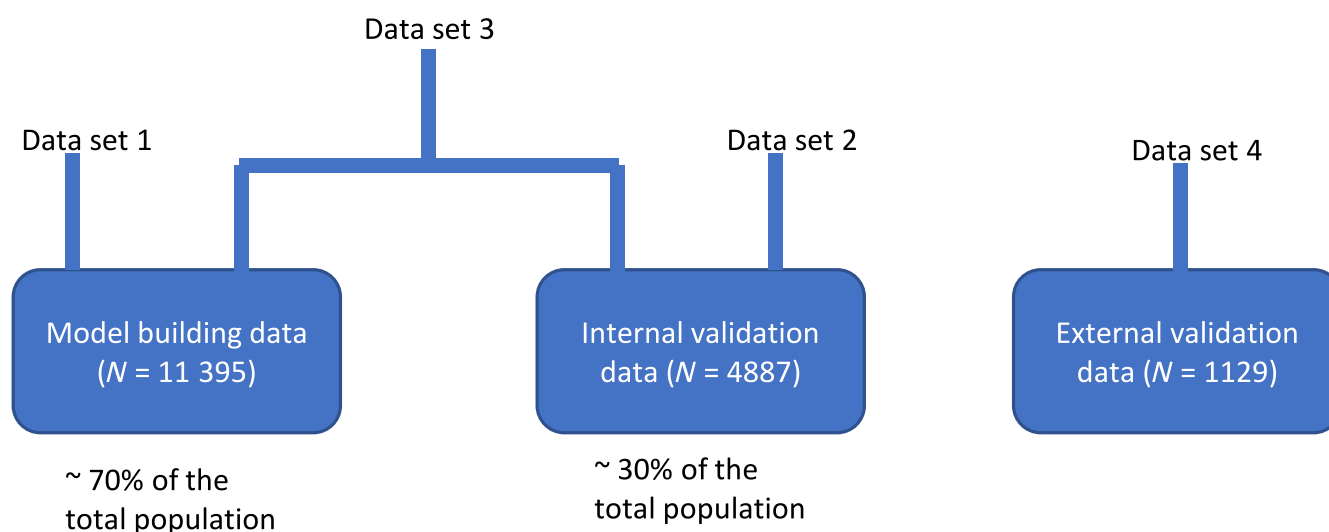 Data set 3
Data set 1
Data set 2
Data set 4
Model building data
(N = 11 395)
Internal validation
data (N = 4887)
External validation
data (N = 1129)
~ 70% of the
total population
~ 30% of the
total population